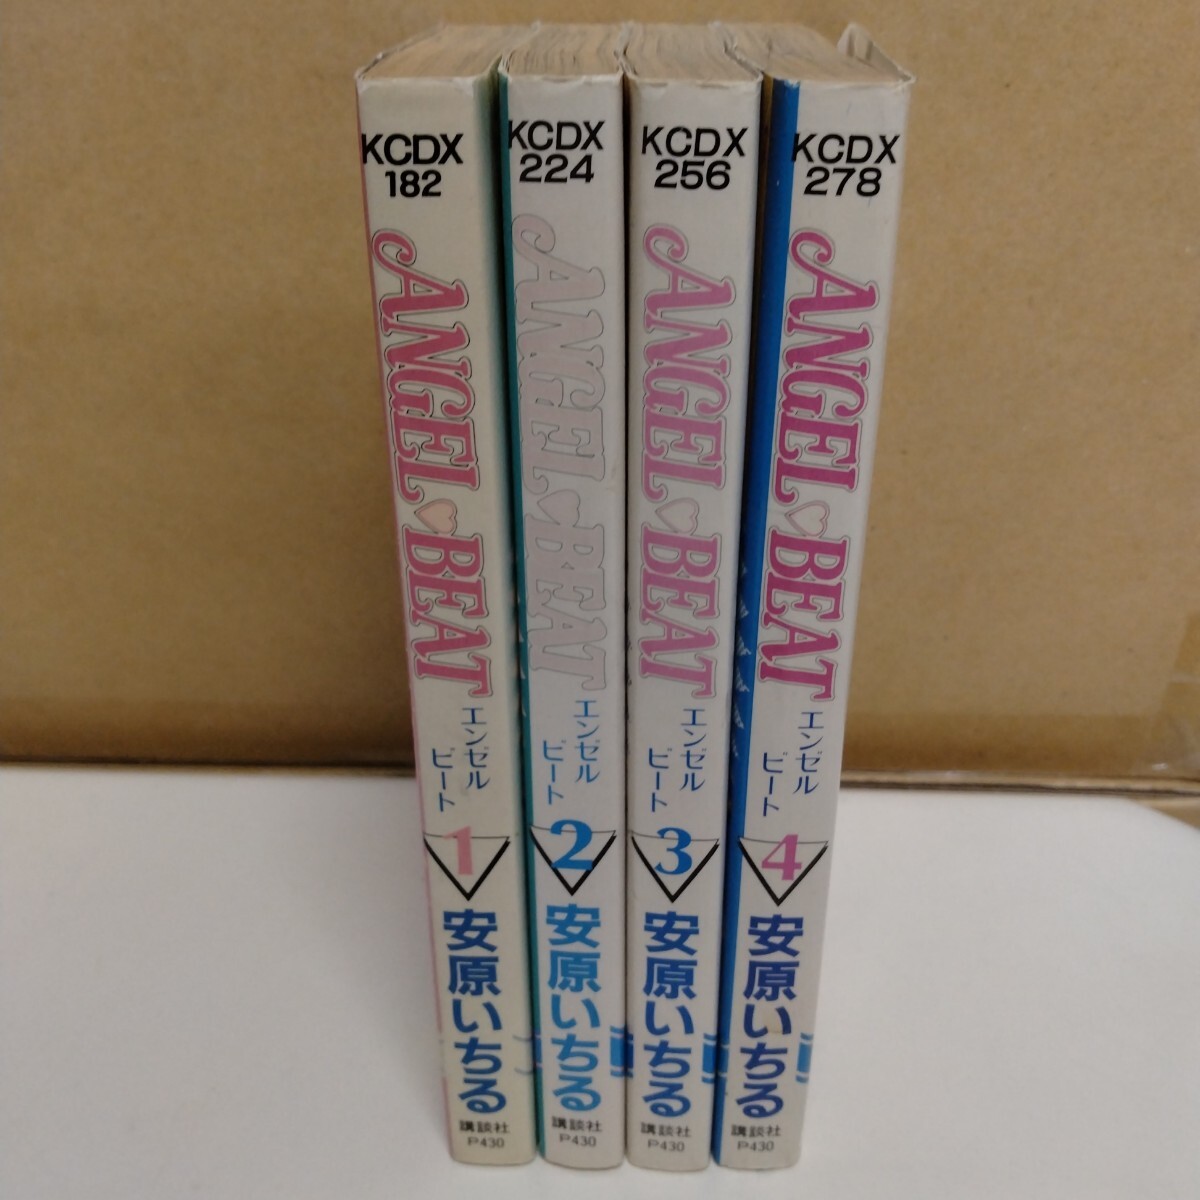 KCDX
182
ANGEL♡BEAT
エンゼル
ビート
1
安原いちる
講談社
P430
KCDX
224
ANGEL♡BEAT
エンゼル
ビート
2
安原いちる
講談社
P430
KCDX
256
ANGEL♡BEAT
エンゼル
ビート
3
安原いちる
講談社
P430
KCDX
278
ANGEL♡BEAT
エンゼル
ビート
4
安原いちる
講談社
P430